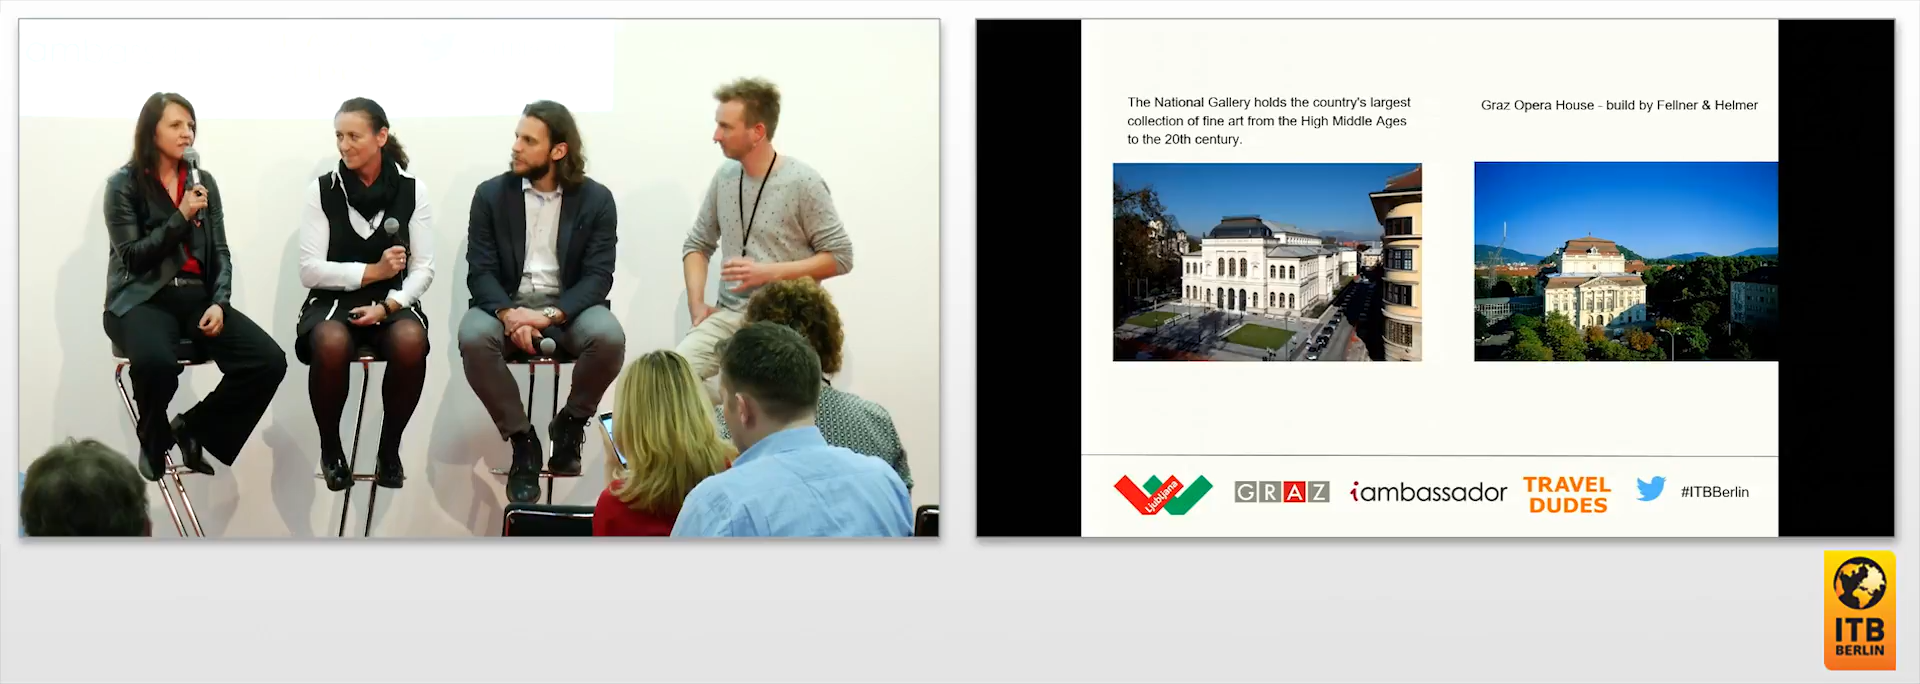 The National Gallery holds the country's largest
collection of fine art from the High Middle Ages
to the 20th century.
Graz Opera House - build by Fellner & Helmer
Ljubljana
GRAZ
iambassador
TRAVEL
DUDES
#ITBBerlin
ITB
BERLIN